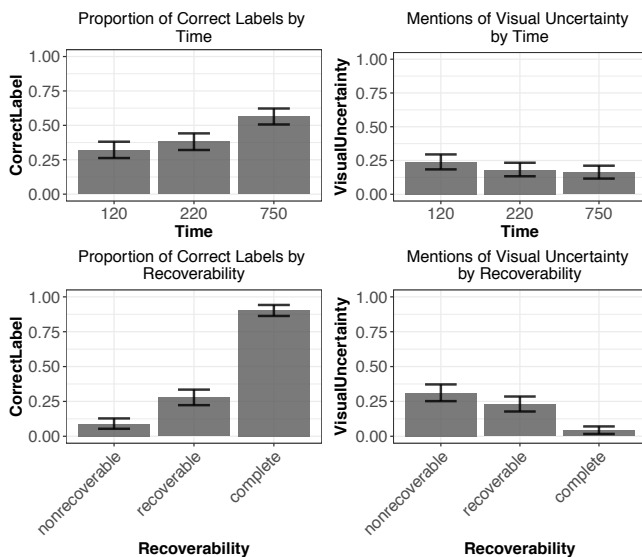 Proportion of Correct Labels by
Time
CorrectLabel
1.00
0.75
0.50
0.25
0.00
120 220 750
Time
Mentions of Visual Uncertainty
by Time
VisualUncertainty
1.00
0.75
0.50
0.25
0.00
120 220 750
Time
Proportion of Correct Labels by
Recoverability
CorrectLabel
1.00
0.75
0.50
0.25
0.00
nonrecoverable
recoverable
complete
Recoverability
Mentions of Visual Uncertainty
by Recoverability
VisualUncertainty
1.00
0.75
0.50
0.25
0.00
nonrecoverable
recoverable
complete
Recoverability